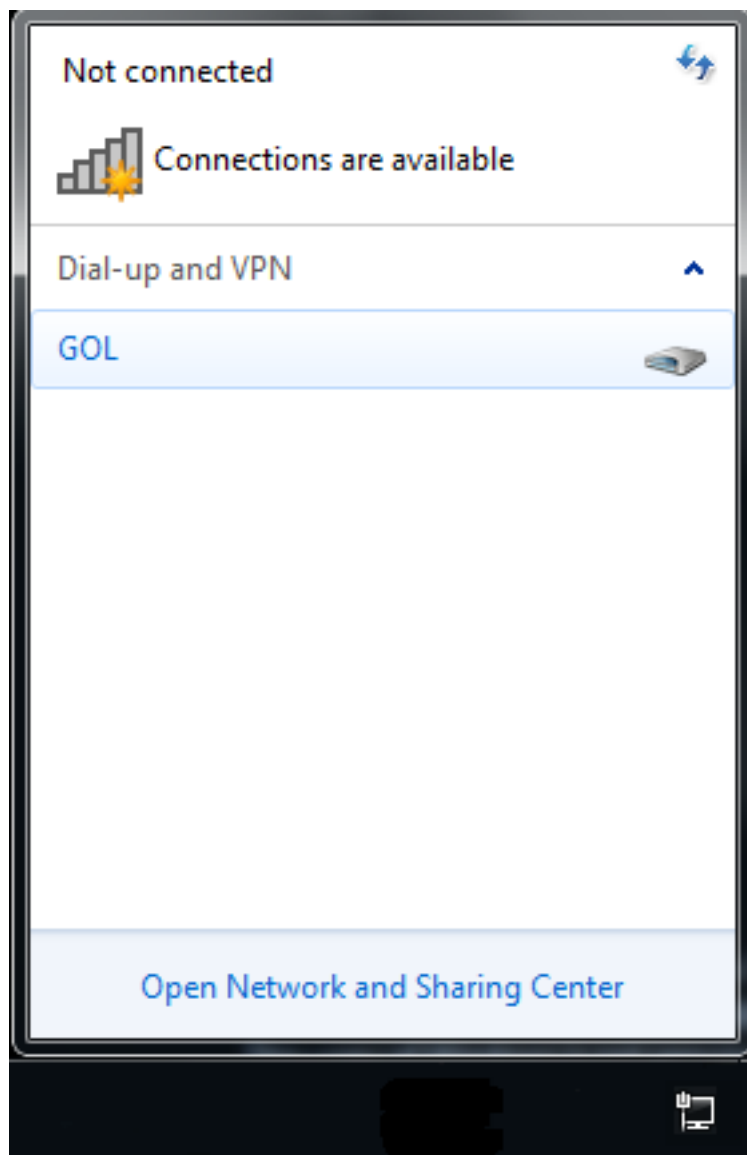 Not connected
Connections are available
Dial-up and VPN
GOL
Open Network and Sharing Center